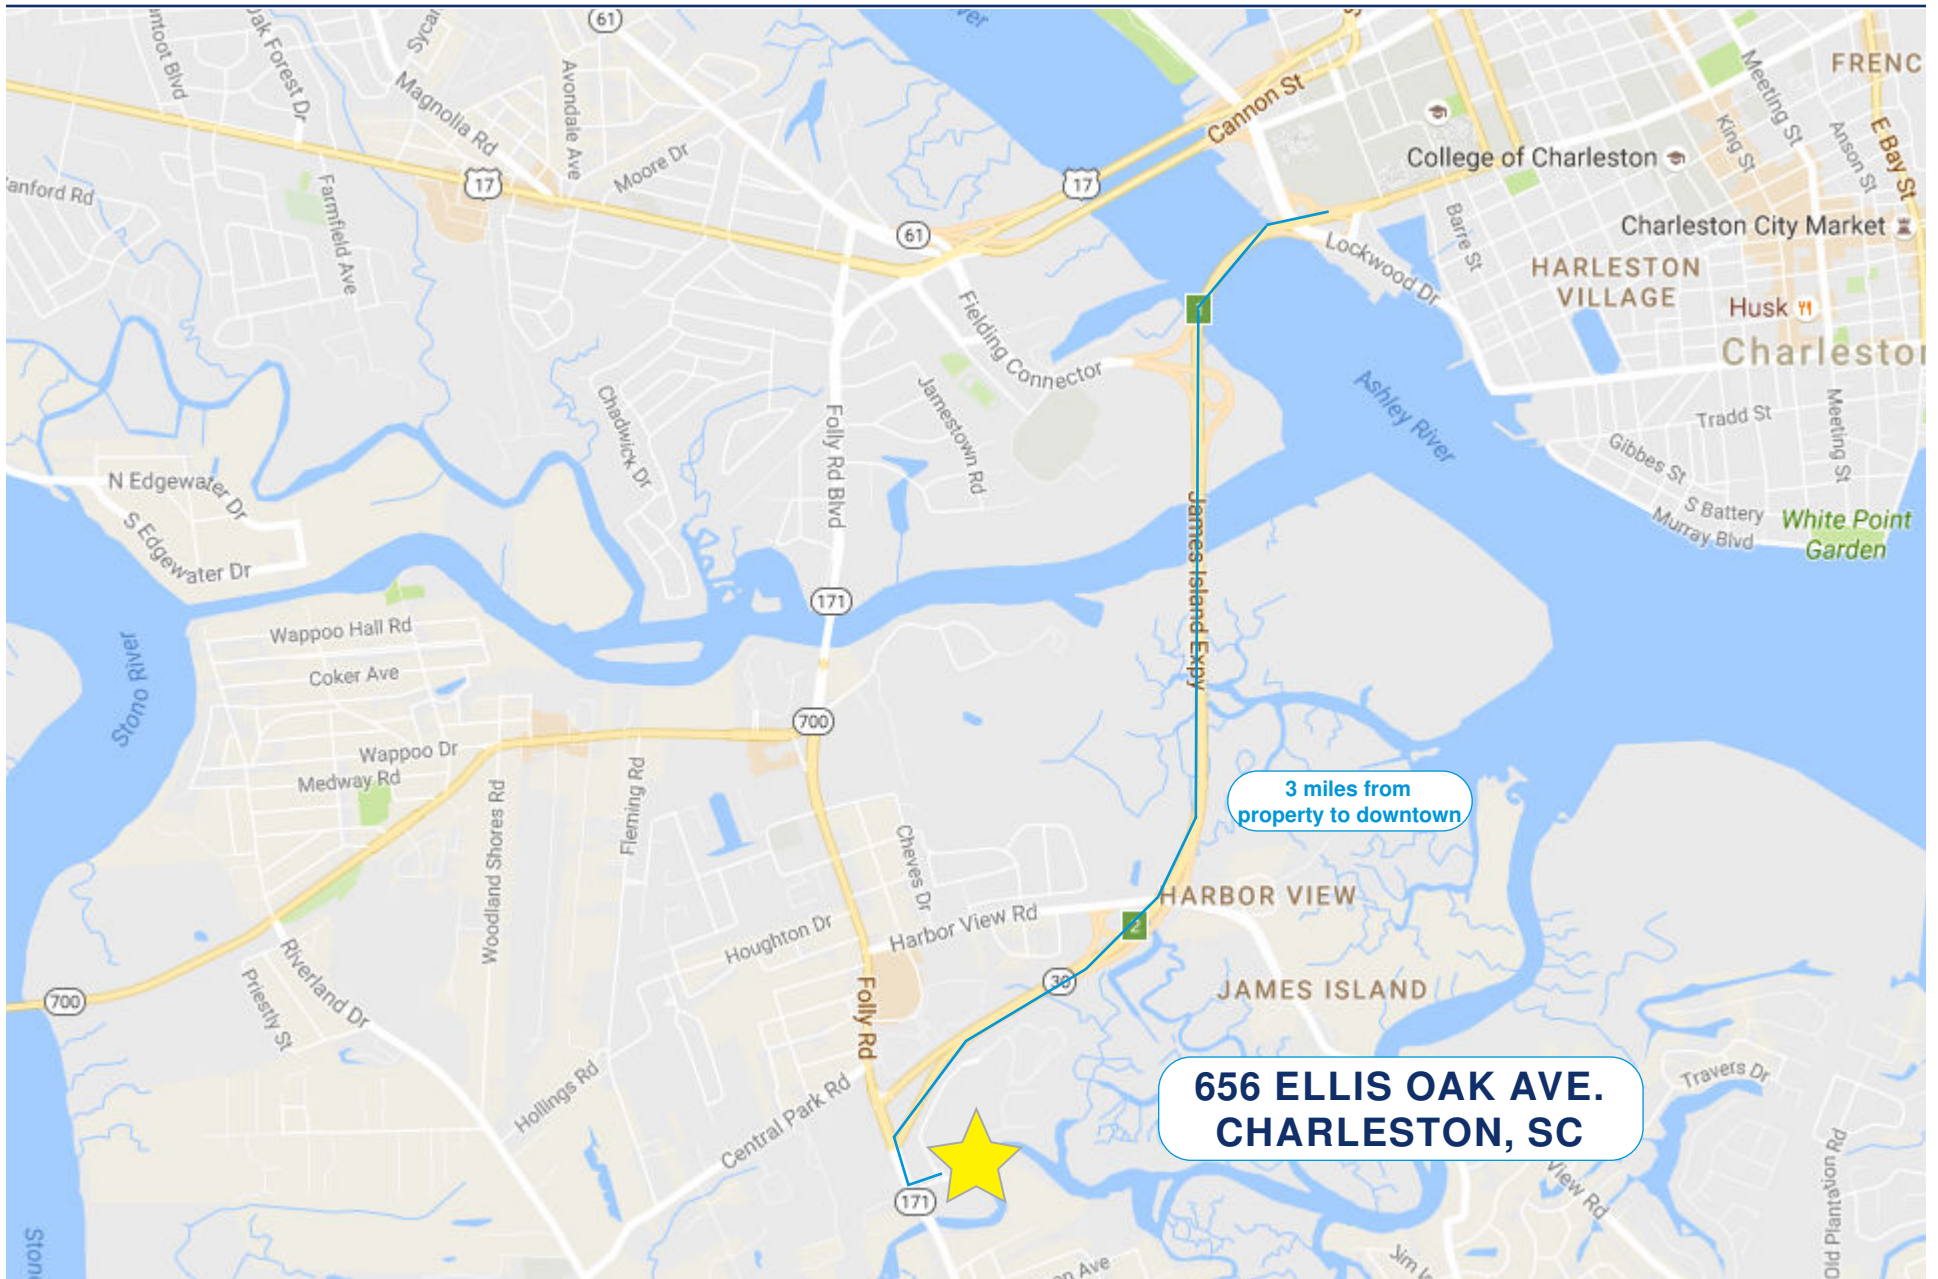 61
17
Magnolia Rd
Avondale Ave
Moore Dr
Farmfield Ave
61
17
Cannon St
College of Charleston
Meeting St
King St
Anson St
E Bay St
FRENC
Charleston City Market
Barre St
Lockwood Dr
HARLESTON
VILLAGE
Husk
Charleston
Fielding Connector
Jamestown Rd
Chadwick Dr
Folly Rd Blvd
Ashley River
Tradd St
Gibbes St
Meeting St
S Battery
Murray Blvd
White Point
Garden
N Edgewater Dr
S Edgewater Dr
James Island Expy
171
Wappoo Hall Rd
Coker Ave
Stono River
700
Wappoo Dr
Medway Rd
Woodland Shores Rd
Fleming Rd
3 miles from
property to downtown
Cheves Dr
Harbor View Rd
Houghton Dr
HARBOR VIEW
2
30
JAMES ISLAND
700
Riverland Dr
Priestly St
Folly Rd
Hollings Rd
Central Park Rd
656 ELLIS OAK AVE.
CHARLESTON, SC
Travers Dr
171
View Rd
Old Plantation Rd